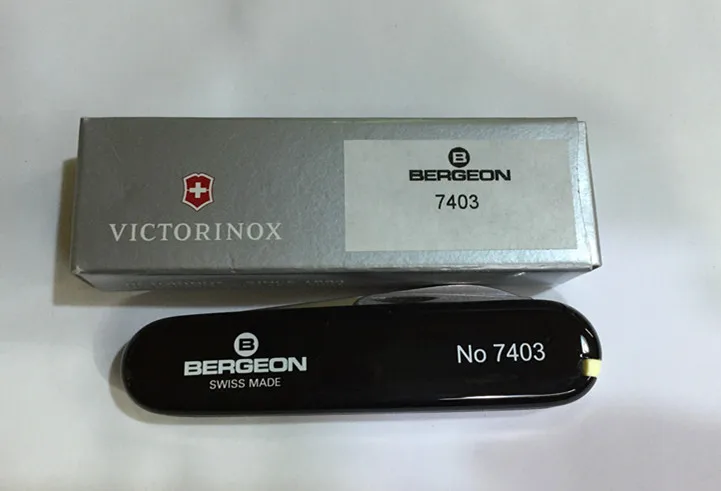 B
BERGEON
7403
VICTORINOX
B
BERGEON
SWISS MADE
No 7403